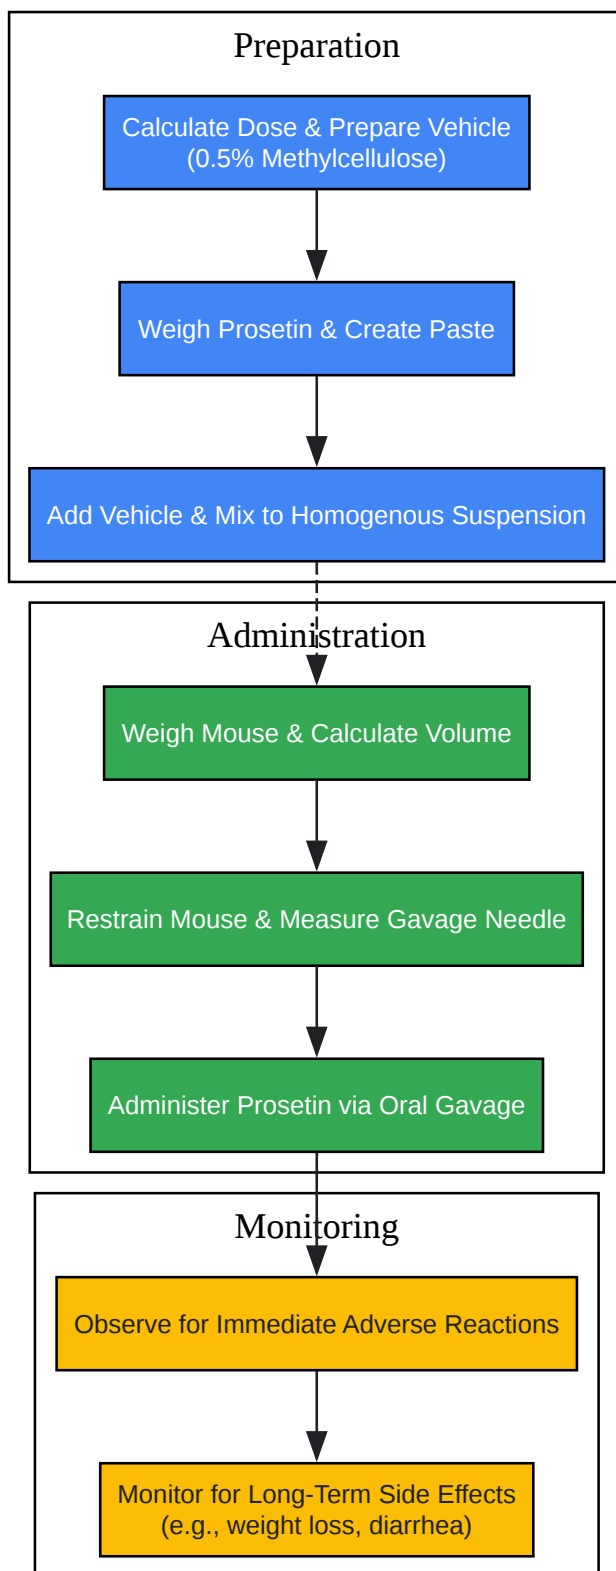 Preparation
Calculate Dose & Prepare Vehicle
(0.5% Methylcellulose)
Weigh Prosetin & Create Paste
Add Vehicle & Mix to Homogenous Suspension
Administration
Weigh Mouse & Calculate Volume
Restrain Mouse & Measure Gavage Needle
Administer Prosetin via Oral Gavage
Monitoring
Observe for Immediate Adverse Reactions
Monitor for Long-Term Side Effects
(e.g., weight loss, diarrhea)